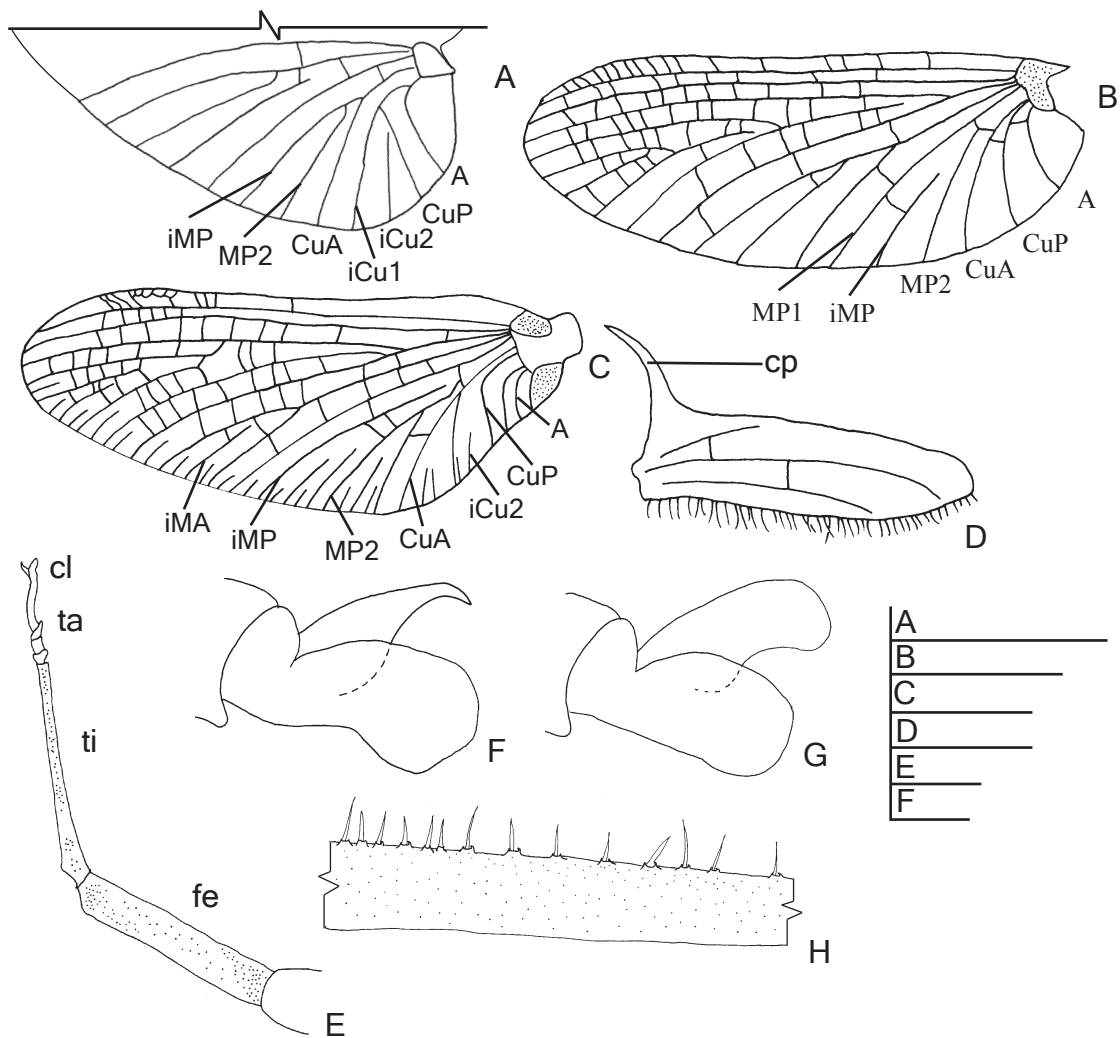 A
A
CuP
iCu2
iMP
MP2
CuA
iCu1
B
A
CuP
CuA
MP2
MP1
iMP
C
A
CuP
iCu2
iMA
iMP
MP2
CuA
cp
D
cl
ta
ti
fe
E
F
G
H
A
B
C
D
E
F